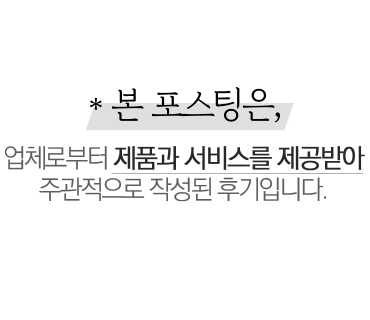 * 본 포스팅은,
업체로부터 제품과 서비스를 제공받아
주관적으로 작성된 후기입니다.